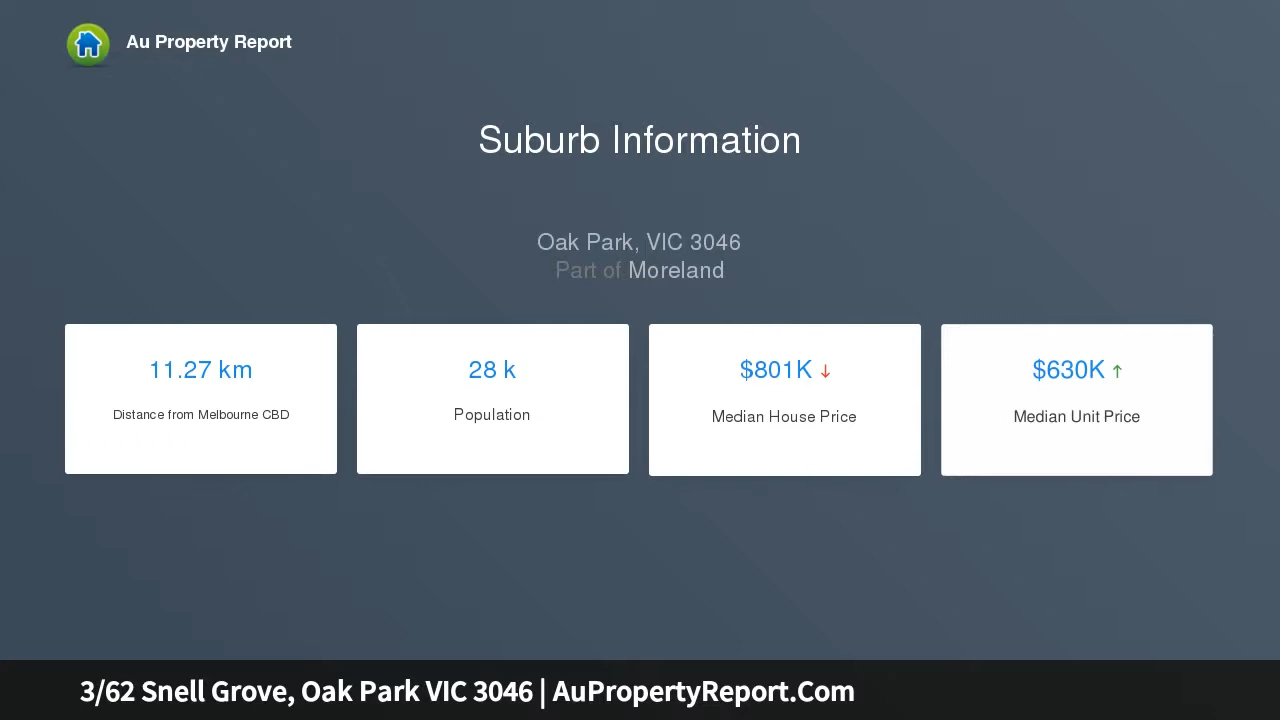 Au Property Report
Suburb Information
Oak Park, VIC 3046
Part of Moreland
11.27 km
Distance from Melbourne CBD
28 k
Population
$801K ↓
Median House Price
$630K ↑
Median Unit Price
3/62 Snell Grove, Oak Park VIC 3046 | AuPropertyReport.Com